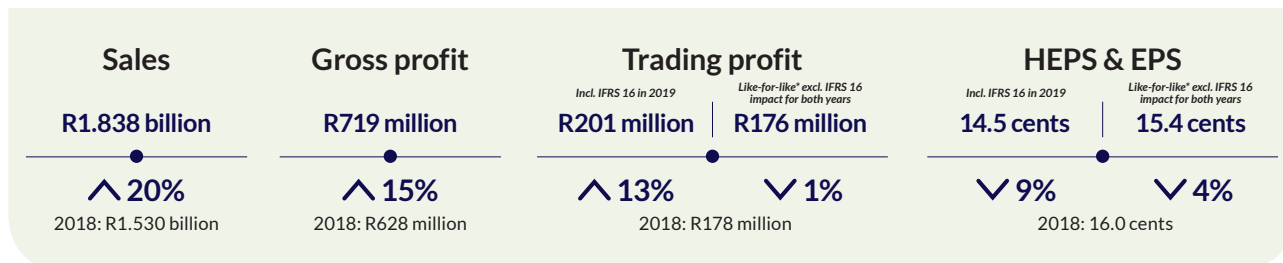 Sales
R1.838 billion
20%
2018: R1.530 billion
Gross profit
R719 million
15%
2018: R628 million
Trading profit
Incl. IFRS 16 in 2019
R201 million
13%
Like-for-like* excl. IFRS 16
impact for both years
R176 million
1%
2018: R178 million
HEPS & EPS
Incl. IFRS 16 in 2019
14.5 cents
9%
Like-for-like* excl. IFRS 16
impact for both years
15.4 cents
4%
2018: 16.0 cents